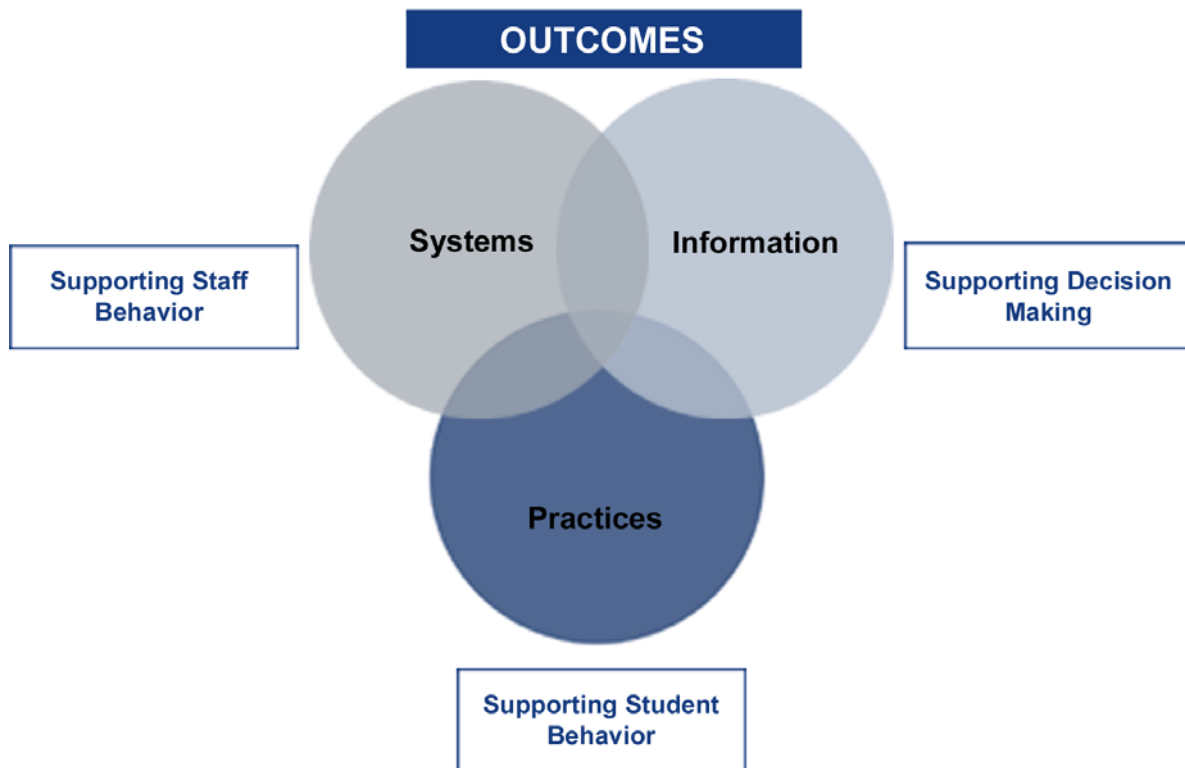 OUTCOMES
Systems
Information
Supporting Staff
Behavior
Supporting Decision
Making
Practices
Supporting Student
Behavior